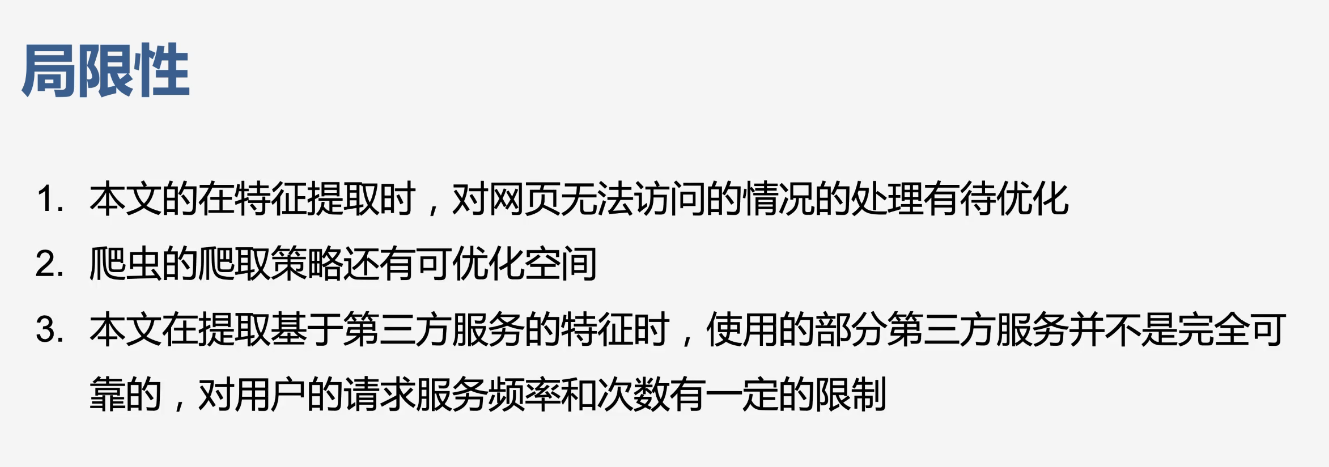 局限性
1. 本文的在特征提取时，对网页无法访问的情况的处理有待优化
2. 爬虫的爬取策略还有可优化空间
3. 本文在提取基于第三方服务的特征时，使用的部分第三方服务并不是完全可
靠的，对用户的请求服务频率和次数有一定的限制